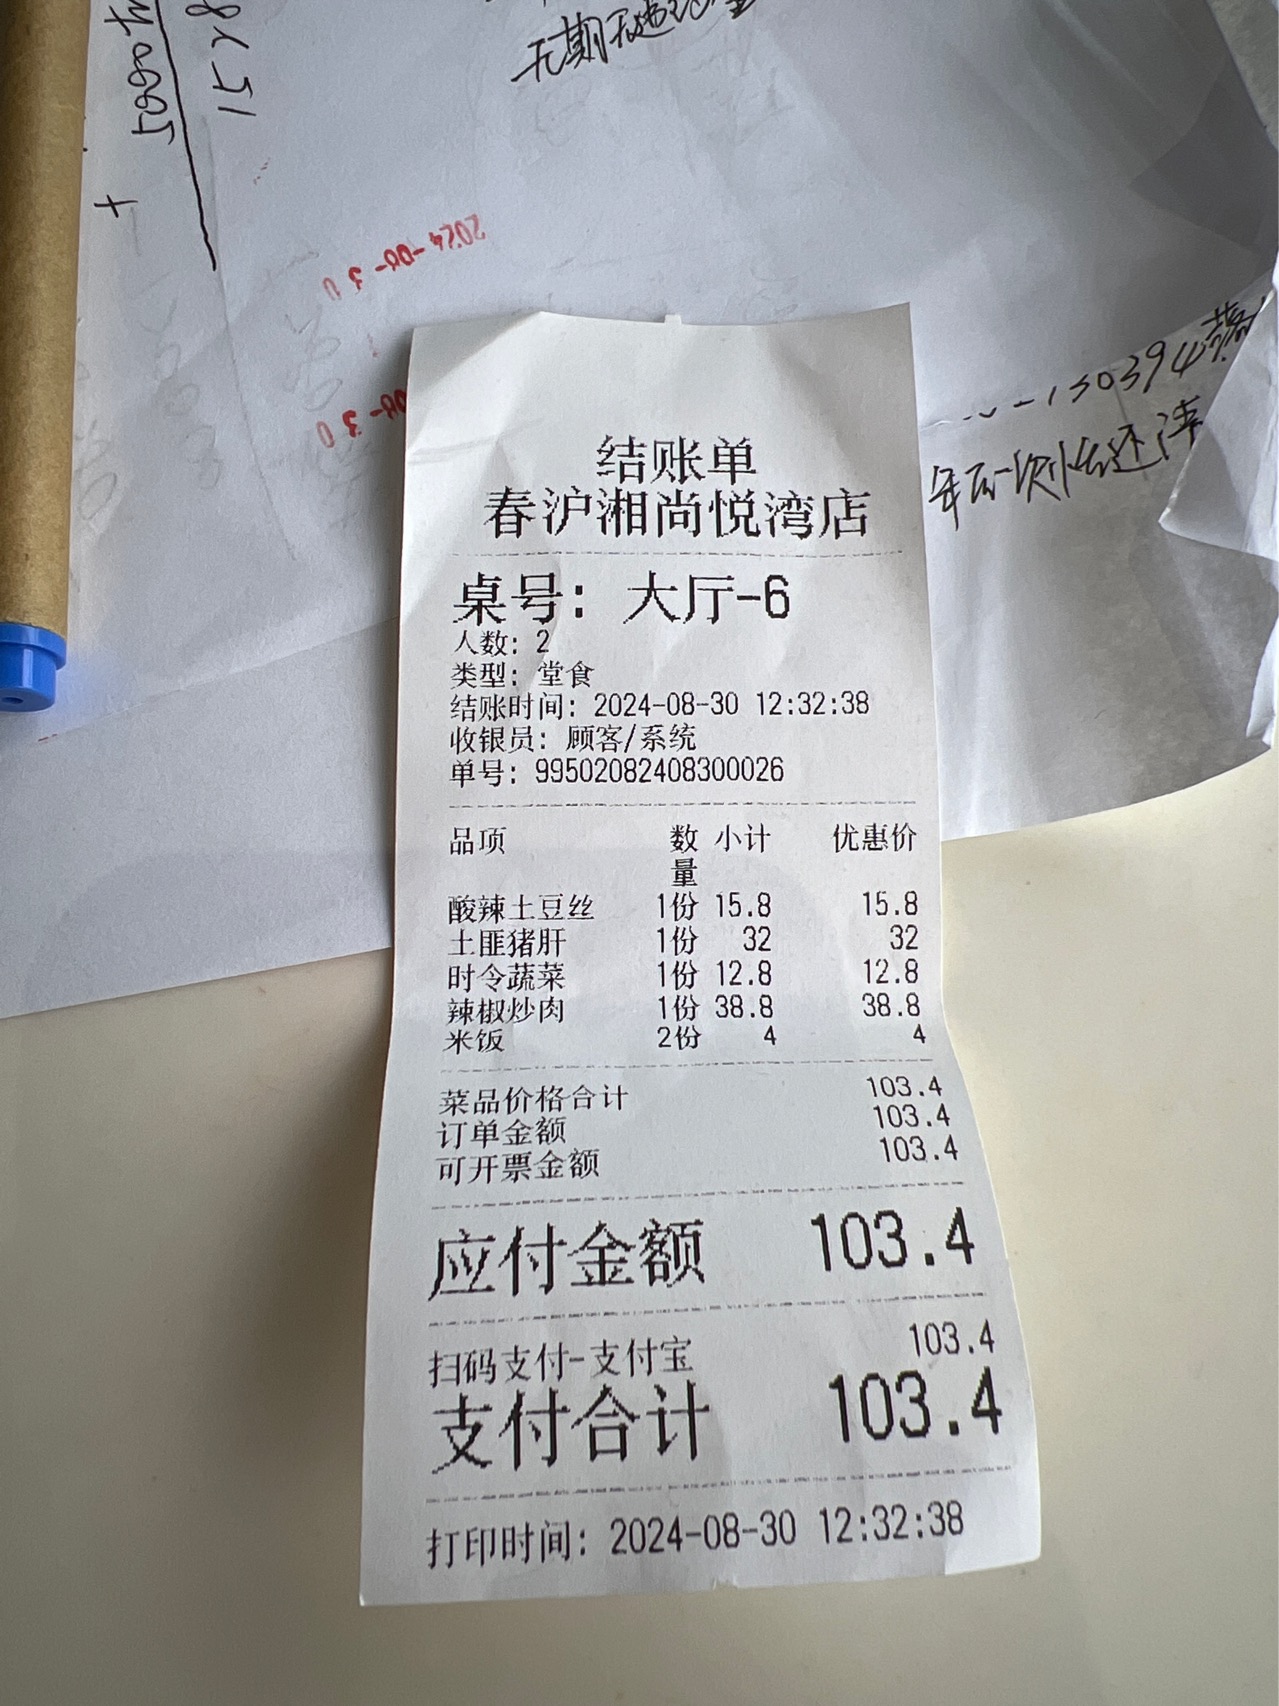 2024-08-30
结账单
春沪湘尚悦湾店
桌号: 大厅-6
人数: 2
类型: 堂食
结账时间: 2024-08-30 12:32:38
收银员: 顾客/系统
单号: 99502082408300026
品项 数量 小计 优惠价
酸辣土豆丝 1份 15.8 15.8
土匪猪肝 1份 32 32
时令蔬菜 1份 12.8 12.8
辣椒炒肉 1份 38.8 38.8
米饭 2份 4 4
菜品价格合计 103.4
订单金额 103.4
可开票金额 103.4
应付金额 103.4
扫码支付-支付宝 103.4
支付合计 103.4
打印时间: 2024-08-30 12:32:38